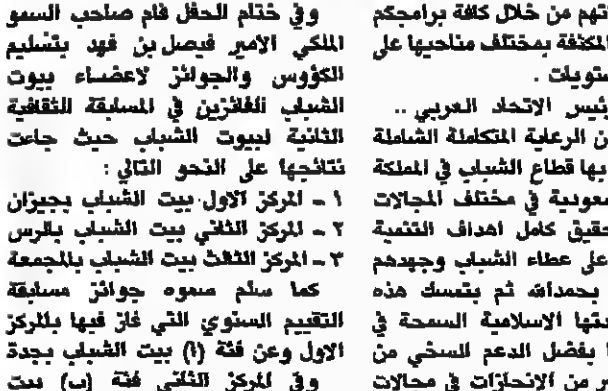 وفي ختام الحفل قام صاحب السمو
الملكي الامير فيصل بن فهد بتسليم
الكؤوس والجوائز لاعضاء بيوت
الشباب الفائزين في المسابقة الثقافية
الثانية لبيوت الشباب حيث جاءت
نتائجها على النحو التالي :
١ ـ المركز الاول بيت الشباب بجيزان
٢ ـ المركز الثاني بيت الشباب بالرس
٣ ـ المركز الثالث بيت الشباب بالمجمعة
كما سلم سموه جوائز مسابقة
التقييم السنوي التي فاز فيها بالمركز
الاول وعن فئة (أ) بيت الشباب بجدة
وفي المركز الثاني فئة (ب) بيت
تهم من خلال كافة برامجكم
المكثفة بمختلف مناحيها على
ستويات .
ئيس الاتحاد العربي ..
ن الرعاية المتكاملة الشاملة
بها قطاع الشباب في المملكة
معودية في مختلف المجالات
حقيق كامل اهداف التنمية
على عطاء الشباب وجهدهم
بحمدالله ثم بتمسك هذه
عتها الاسلامية السمحة في
بفضل الدعم السخي من
ر من الإنجازات في مجالات